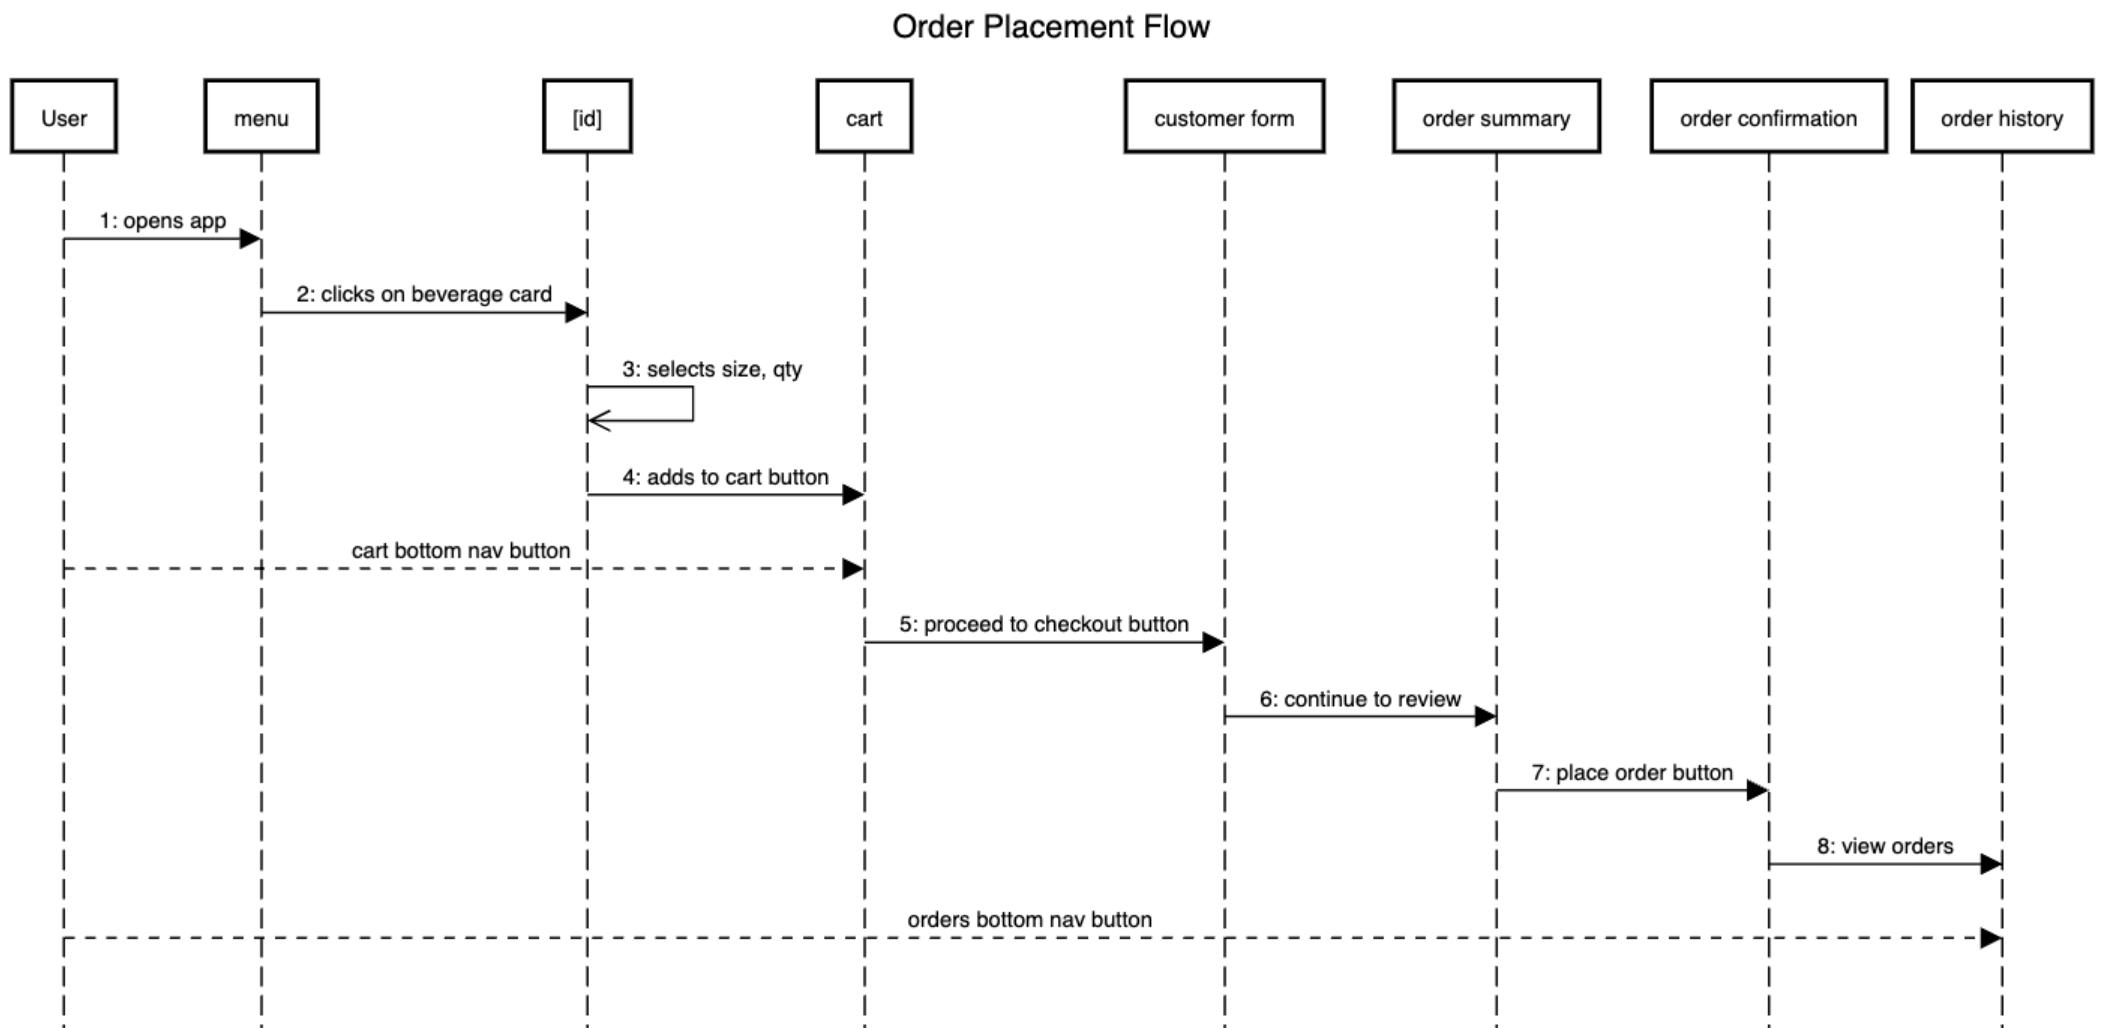 Order Placement Flow
User
menu
[id]
cart
customer form
order summary
order confirmation
order history
1: opens app
2: clicks on beverage card
3: selects size, qty
4: adds to cart button
cart bottom nav button
5: proceed to checkout button
6: continue to review
7: place order button
8: view orders
orders bottom nav button